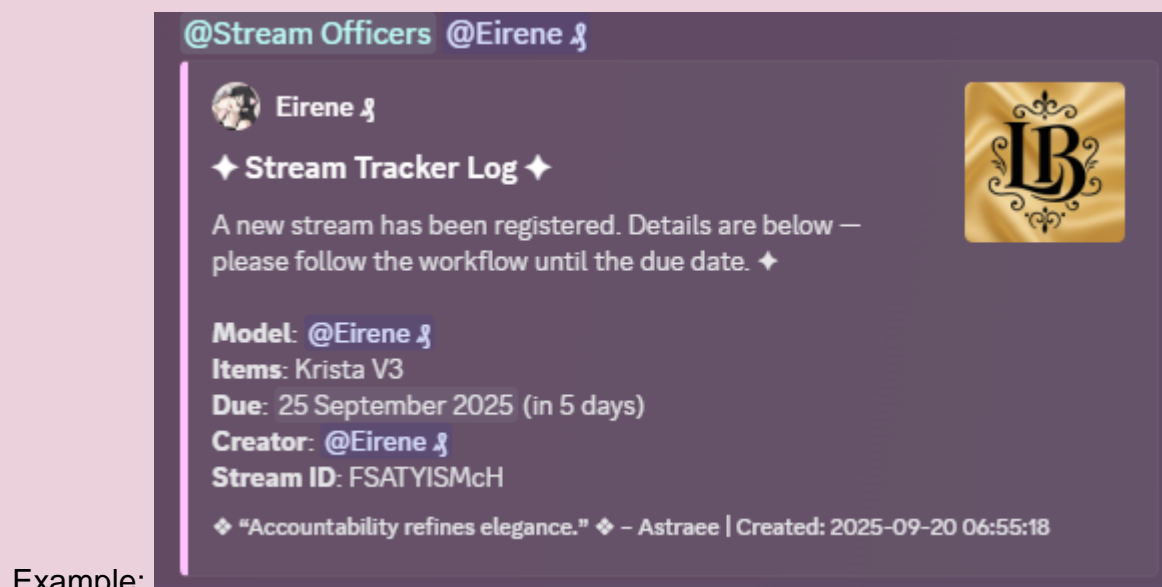 @Stream Officers @Eirene 🙠
Eirene
✦ Stream Tracker Log ✦
A new stream has been registered. Details are below —
please follow the workflow until the due date. ✦
Model: @Eirene
Items: Krista V3
Due: 25 September 2025 (in 5 days)
Creator: @Eirene
Stream ID: FSATYISMcH
❖ “Accountability refines elegance.” ❖ – Astraee | Created: 2025-09-20 06:55:18
LB
Example: